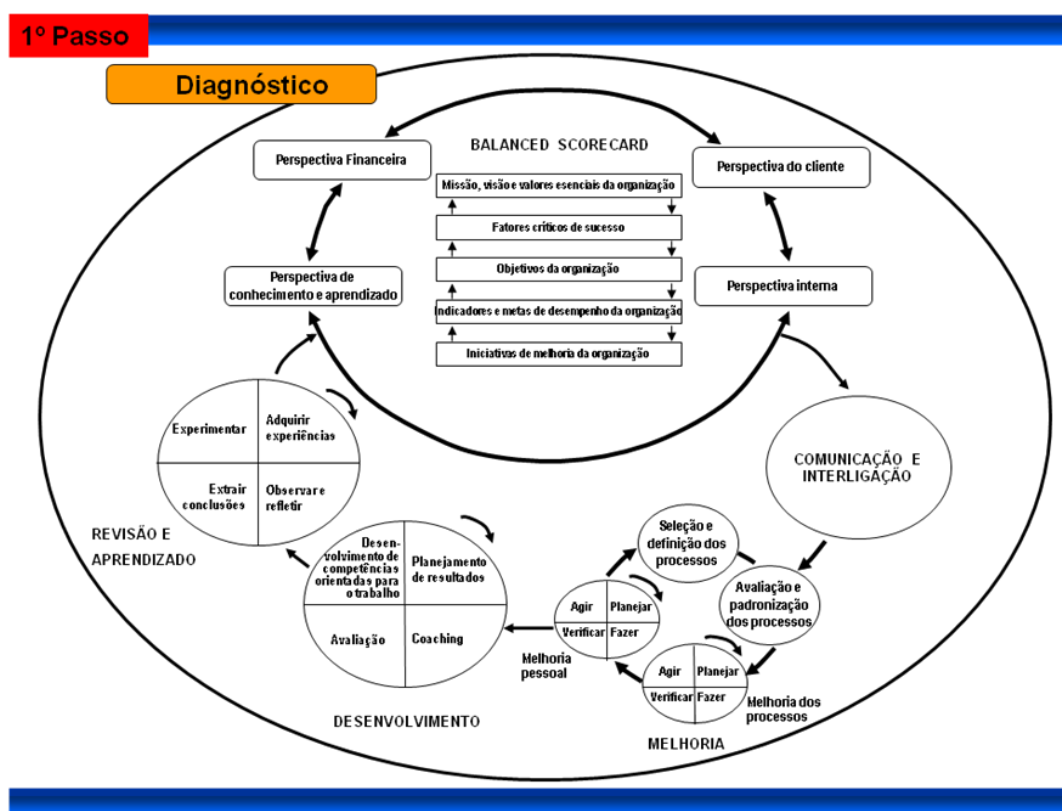 1º Passo
Diagnóstico
BALANCED SCORECARD
Perspectiva Financeira
Perspectiva do cliente
Missão, visão e valores esenciais da organização
Fatores críticos de sucesso
Objetivos da organização
Indicadores e metas de desempenho da organização
Iniciativas de melhoria da organização
Perspectiva de
conhecimento e aprendizado
Perspectiva interna
Experimentar
Adquirir
experiências
Extrair
conclusões
Observar e
refletir
REVISÃO E
APRENDIZADO
COMUNICAÇÃO E
INTERLIGAÇÃO
Seleção e
definição dos
processos
Avaliação e
padronização
dos processos
Desen-
volvimento de
competências
orientadas para
o trabalho
Planejamento
de resultados
Avaliação
Coaching
DESENVOLVIMENTO
Agir
Planejar
Verificar
Fazer
Melhoria
pessoal
Agir
Planejar
Verificar
Fazer
Melhoria dos
processos
MELHORIA